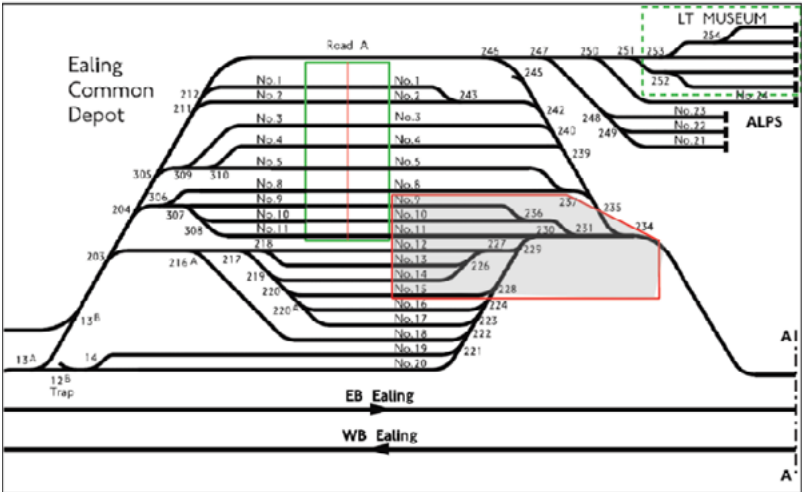 LT MUSEUM
Road A
246
247
250
251
253
254
Ealing
Common
Depot
245
252
212
No.1
No.1
No.24
211
No.2
No.2
243
242
No.3
No.3
240
248
No.23
ALPS
249
No.22
No.4
No.4
239
No.21
305
309
310
No.5
No.5
306
No.8
No.8
237
No.9
No.9
235
204
307
No.10
No.10
236
308
No.11
No.11
230
231
234
203
218
No.12
227
229
216A
217
No.13
226
219
No.14
220
No.15
228
220A
No.16
224
13B
No.17
223
No.18
222
13A
14
No.19
221
12B
No.20
Trap
A
EB Ealing
WB Ealing
A